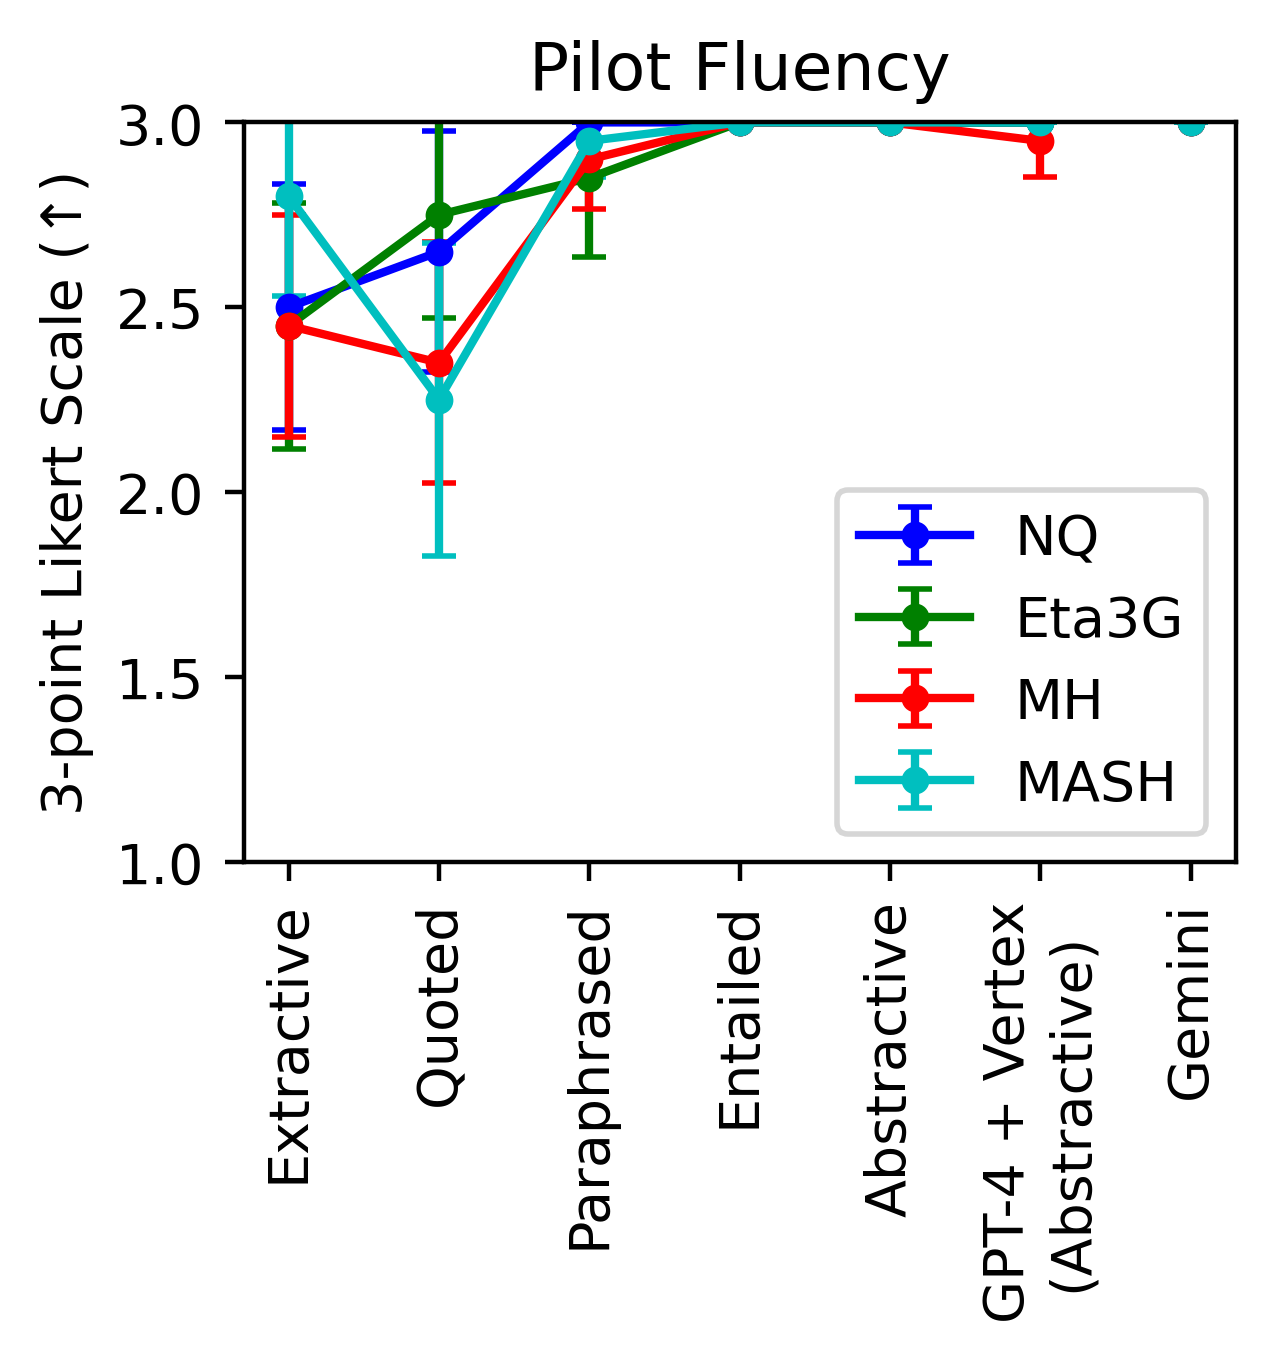 Pilot Fluency
3-point Likert Scale (↑)
3.0
2.5
2.0
1.5
1.0
NQ
Eta3G
MH
MASH
Extractive
Quoted
Paraphrased
Entailed
Abstractive
GPT-4 + Vertex
(Abstractive)
Gemini